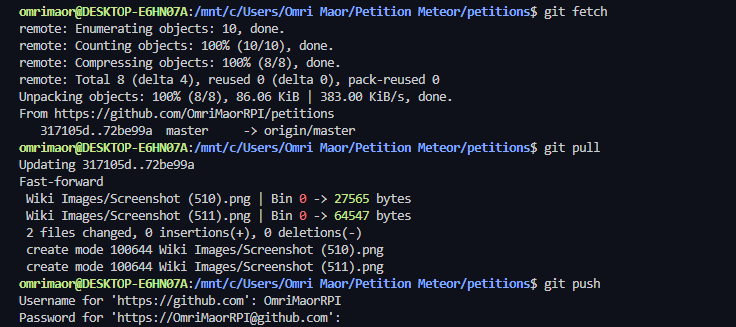 omrimaor@DESKTOP-E6HN07A:/mnt/c/Users/Omri Maor/Petition Meteor/petitions$ git fetch
remote: Enumerating objects: 10, done.
remote: Counting objects: 100% (10/10), done.
remote: Compressing objects: 100% (8/8), done.
remote: Total 8 (delta 4), reused 0 (delta 0), pack-reused 0
Unpacking objects: 100% (8/8), 86.06 KiB | 383.00 KiB/s, done.
From https://github.com/OmriMaorRPI/petitions
   317105d..72be99a  master     -> origin/master
omrimaor@DESKTOP-E6HN07A:/mnt/c/Users/Omri Maor/Petition Meteor/petitions$ git pull
Updating 317105d..72be99a
Fast-forward
 Wiki Images/Screenshot (510).png | Bin 0 -> 27565 bytes
 Wiki Images/Screenshot (511).png | Bin 0 -> 64547 bytes
 2 files changed, 0 insertions(+), 0 deletions(-)
 create mode 100644 Wiki Images/Screenshot (510).png
 create mode 100644 Wiki Images/Screenshot (511).png
omrimaor@DESKTOP-E6HN07A:/mnt/c/Users/Omri Maor/Petition Meteor/petitions$ git push
Username for 'https://github.com': OmriMaorRPI
Password for 'https://OmriMaorRPI@github.com':